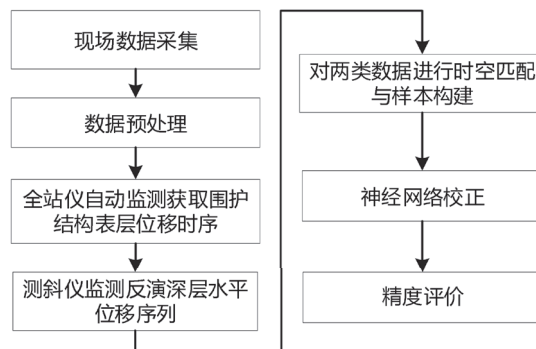 现场数据采集
数据预处理
全站仪自动监测获取围护
结构表层位移时序
测斜仪监测反演深层水平
位移序列
对两类数据进行时空匹配
与样本构建
神经网络校正
精度评价